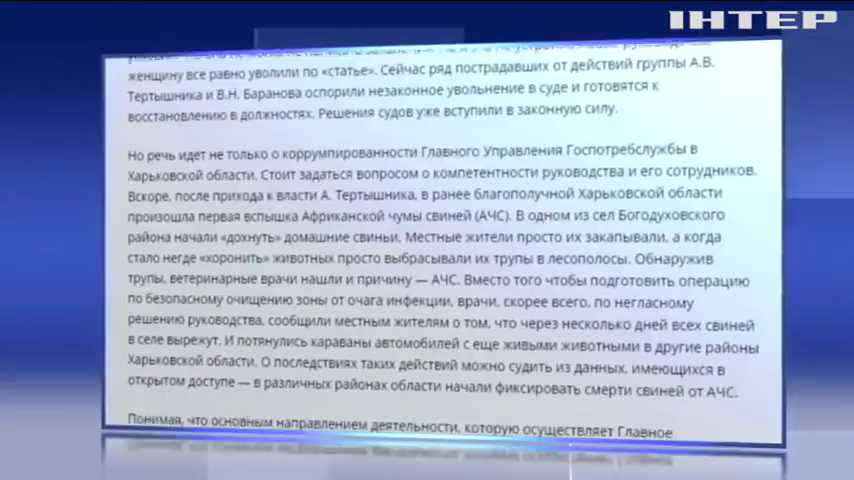 ІНТЕР
женщину все равно уволили по «статье». Сейчас ряд пострадавших от действий группы А.В.
Тертышника и В.Н. Баранова оспорили незаконное увольнение в суде и готовятся к
восстановлению в должностях. Решения судов уже вступили в законную силу.
Но речь идет не только о коррумпированности Главного Управления Госпотребслужбы в
Харьковской области. Стоит задаться вопросом о компетентности руководства и его сотрудников.
Вскоре, после прихода к власти А. Тертышника, в ранее благополучной Харьковской области
произошла первая вспышка Африканской чумы свиней (АЧС). В одном из сел Богодуховского
района начали «дохнуть» домашние свиньи. Местные жители просто их закапывали, а когда
стало негде «хоронить» животных просто выбрасывали их трупы в лесополосы. Обнаружив
трупы, ветеринарные врачи нашли и причину — АЧС. Вместо того чтобы подготовить операцию
по безопасному очищению зоны от очага инфекции, врачи, скорее всего, по негласному
решению руководства, сообщили местным жителям о том, что через несколько дней всех свиней
в селе вырежут. И потянулись караваны автомобилей с еще живыми животными в другие районы
Харьковской области. О последствиях таких действий можно судить из данных, имеющихся в
открытом доступе — в различных районах области начали фиксировать смерти свиней от АЧС.
Понимая, что основным направлением деятельности, которую осуществляет Главное